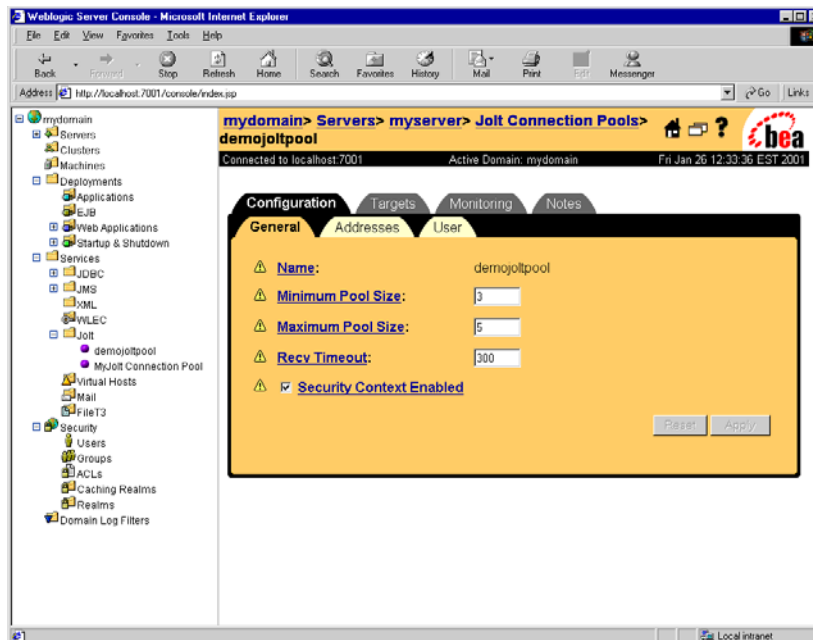 Weblogic Server Console - Microsoft Internet Explorer
File Edit View Favorites Tools Help
Back Forward Stop Refresh Home Search Favorites History Mail Print Edit Messenger
Address http://localhost:7001/console/index.jsp Go Links
mydomain
Servers
Clusters
Machines
Deployments
Applications
EJB
Web Applications
Startup & Shutdown
Services
JDBC
JMS
XML
WLEC
Jolt
demojoltpool
MyJolt Connection Pool
Virtual Hosts
Mail
FileT3
Security
Users
Groups
ACLs
Caching Realms
Realms
Domain Log Filters
mydomain> Servers> myserver> Jolt Connection Pools>
demojoltpool
?
bea
Connected to localhost:7001 Active Domain: mydomain Fri Jan 26 12:33:36 EST 2001
Configuration Targets Monitoring Notes
General Addresses User
Name: demojoltpool
Minimum Pool Size: 3
Maximum Pool Size: 5
Recv Timeout: 300
Security Context Enabled
Reset Apply
Local intranet